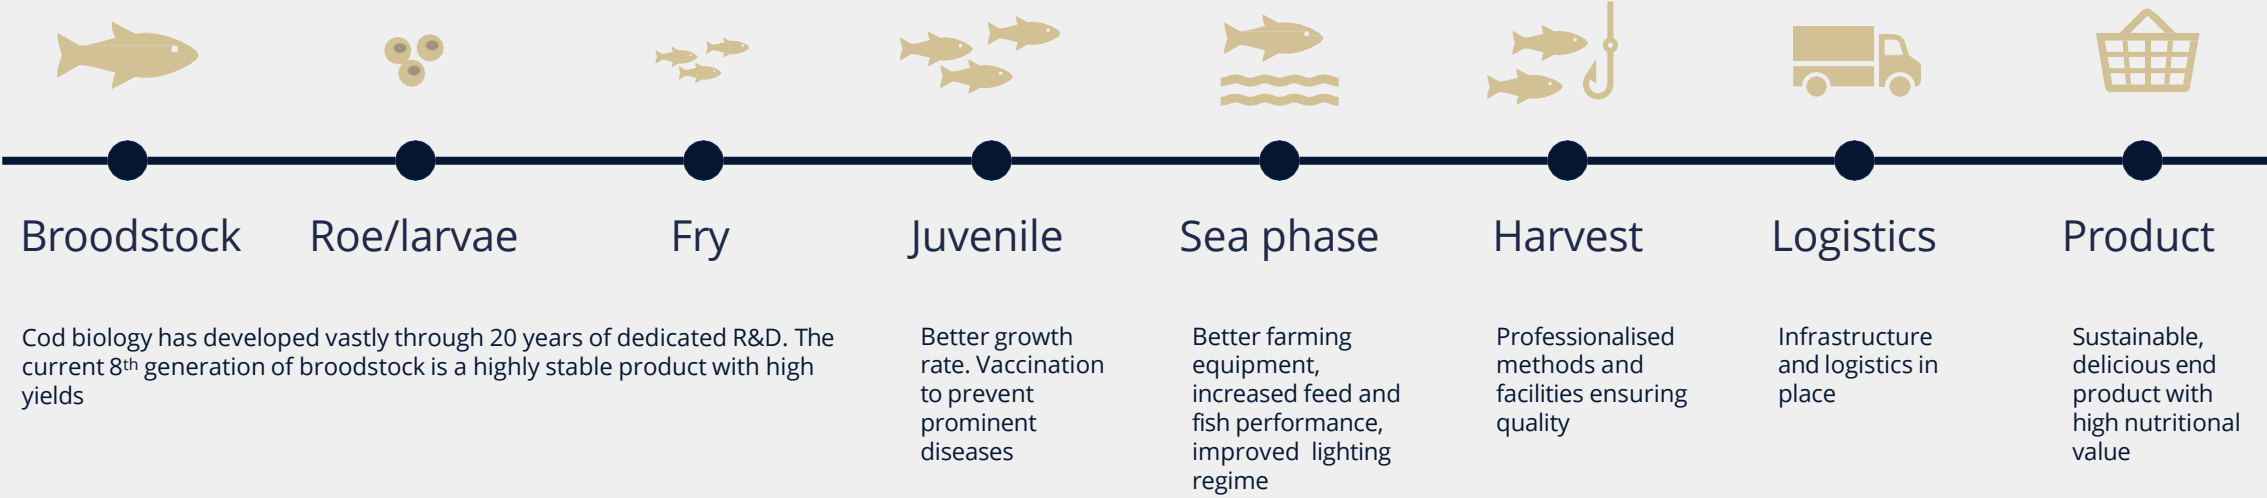 Broodstock
Roe/larvae
Fry
Juvenile
Sea phase
Harvest
Logistics
Product
Cod biology has developed vastly through 20 years of dedicated R&D. The
current 8th generation of broodstock is a highly stable product with high
yields
Better growth
rate. Vaccination
to prevent
prominent
diseases
Better farming
equipment,
increased feed and
fish performance,
improved  lighting
regime
Professionalised
methods and
facilities ensuring
quality
Infrastructure
and logistics in
place
Sustainable,
delicious end
product with
high nutritional
value